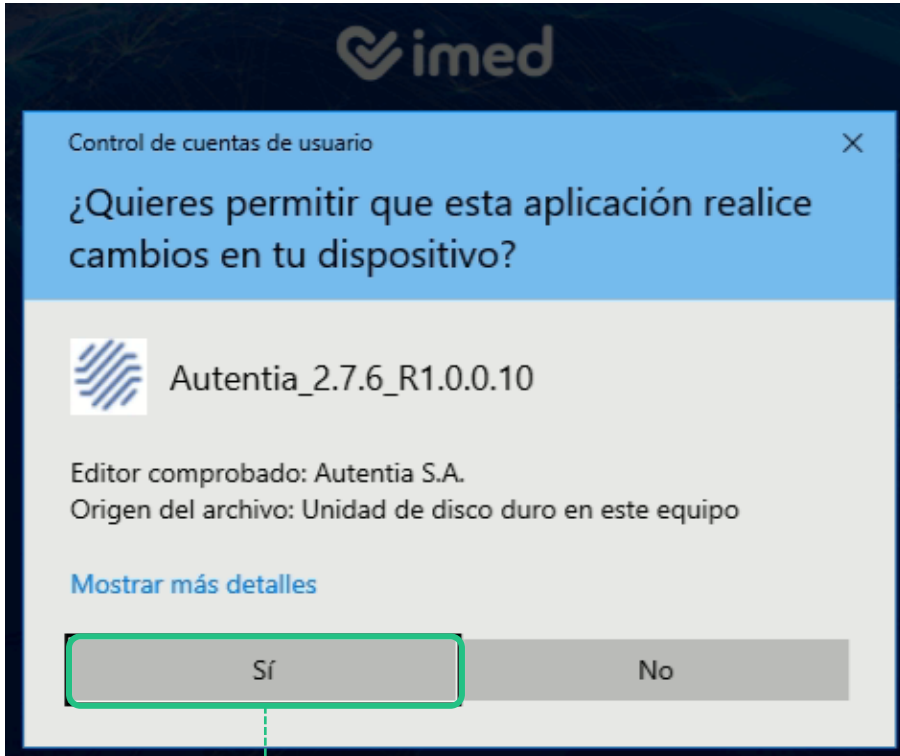 imed
Control de cuentas de usuario
¿Quieres permitir que esta aplicación realice
cambios en tu dispositivo?
Autentia_2.7.6_R1.0.0.10
Editor comprobado: Autentia S.A.
Origen del archivo: Unidad de disco duro en este equipo
Mostrar más detalles
Sí
No